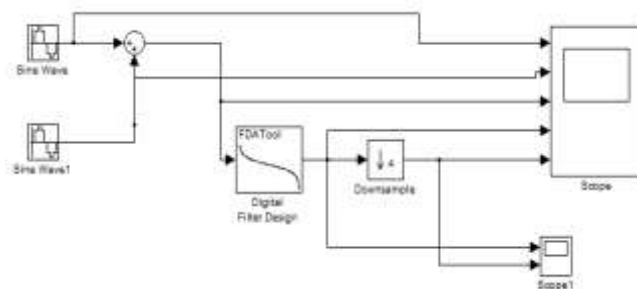 Sine Wave
Sine Wave1
FDATool
Digital
Filter Design
4
Downsample
Scope
Scope1